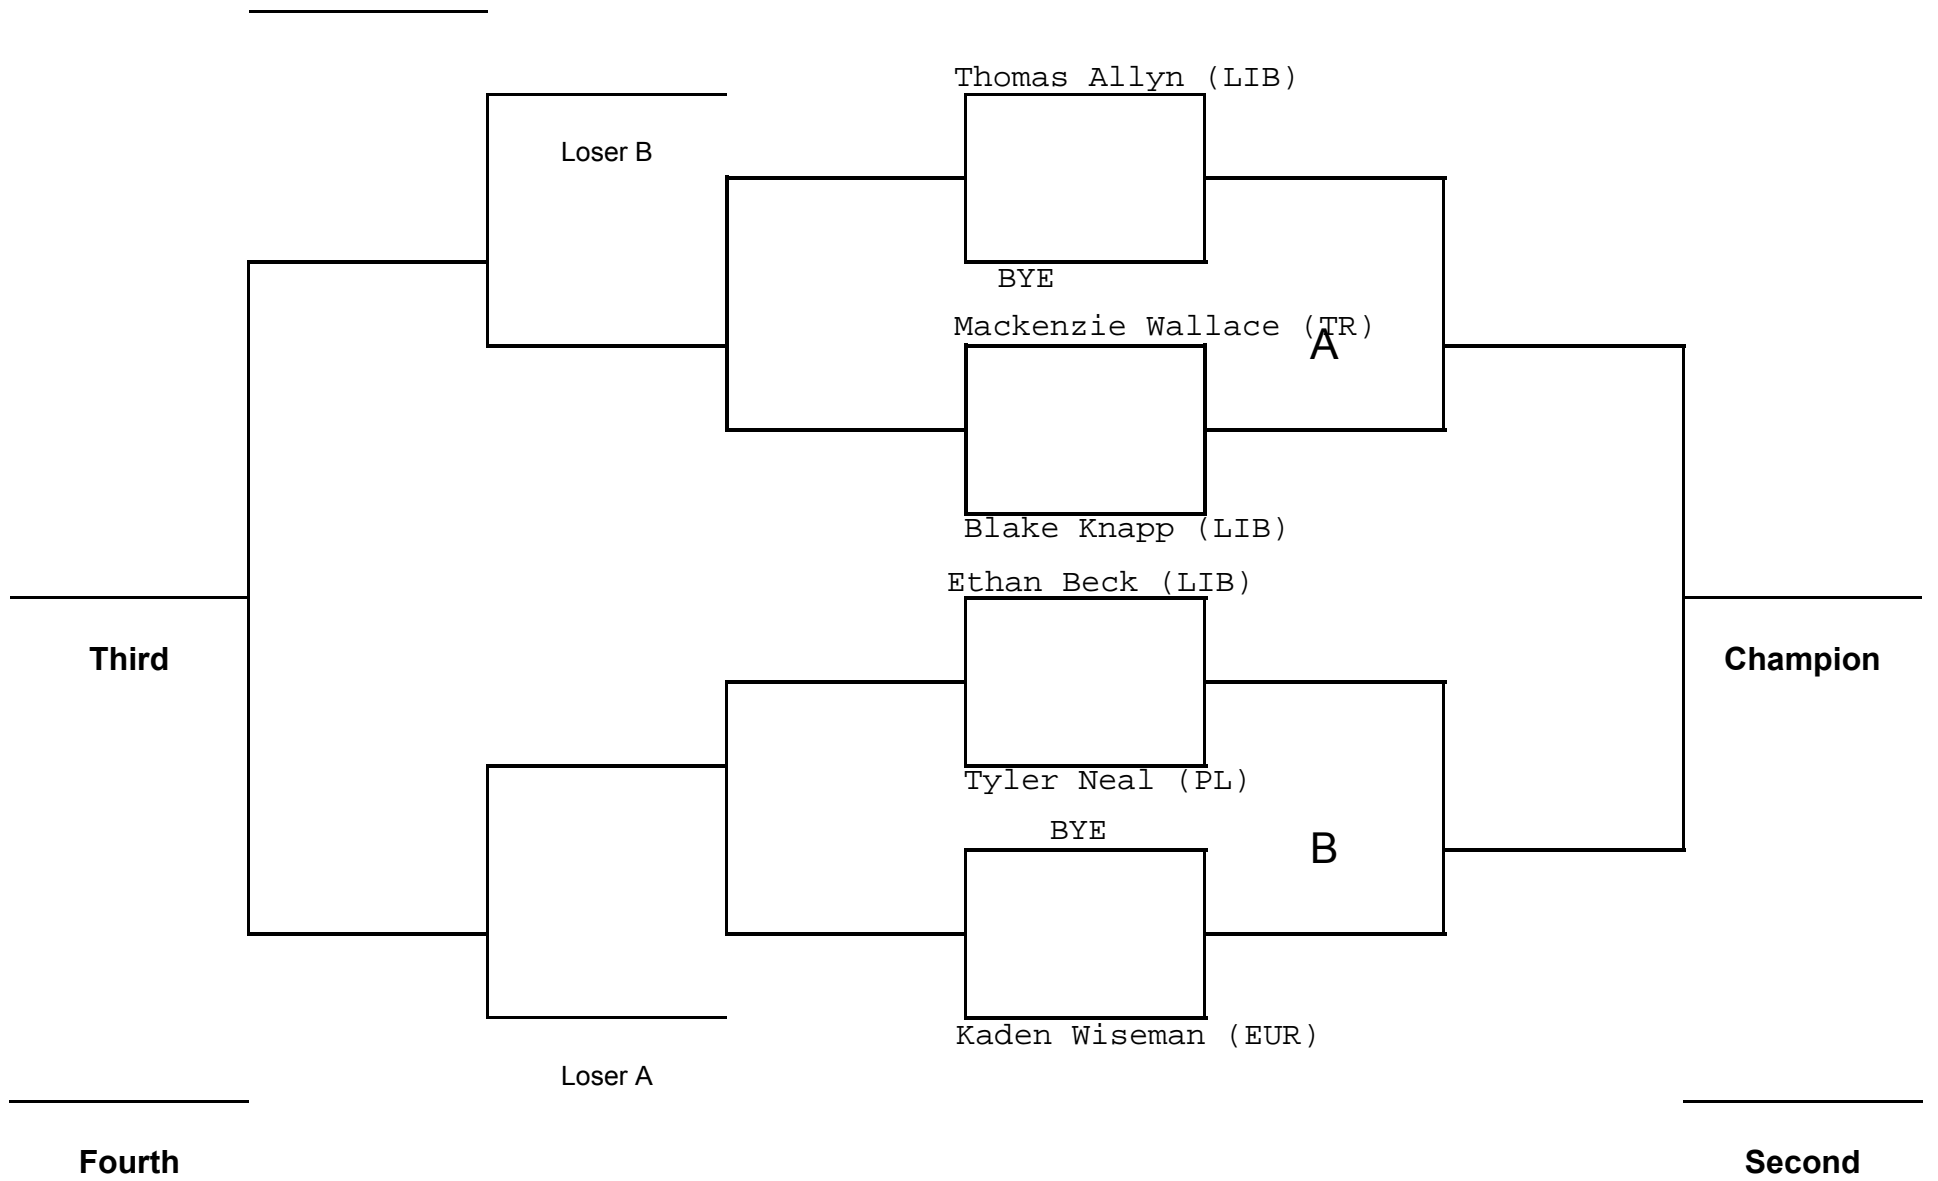 Thomas Allyn (LIB)
Loser B
BYE
Mackenzie Wallace (TR)
A
Blake Knapp (LIB)
Ethan Beck (LIB)
Third
Champion
Tyler Neal (PL)
BYE
B
Kaden Wiseman (EUR)
Loser A
Fourth
Second